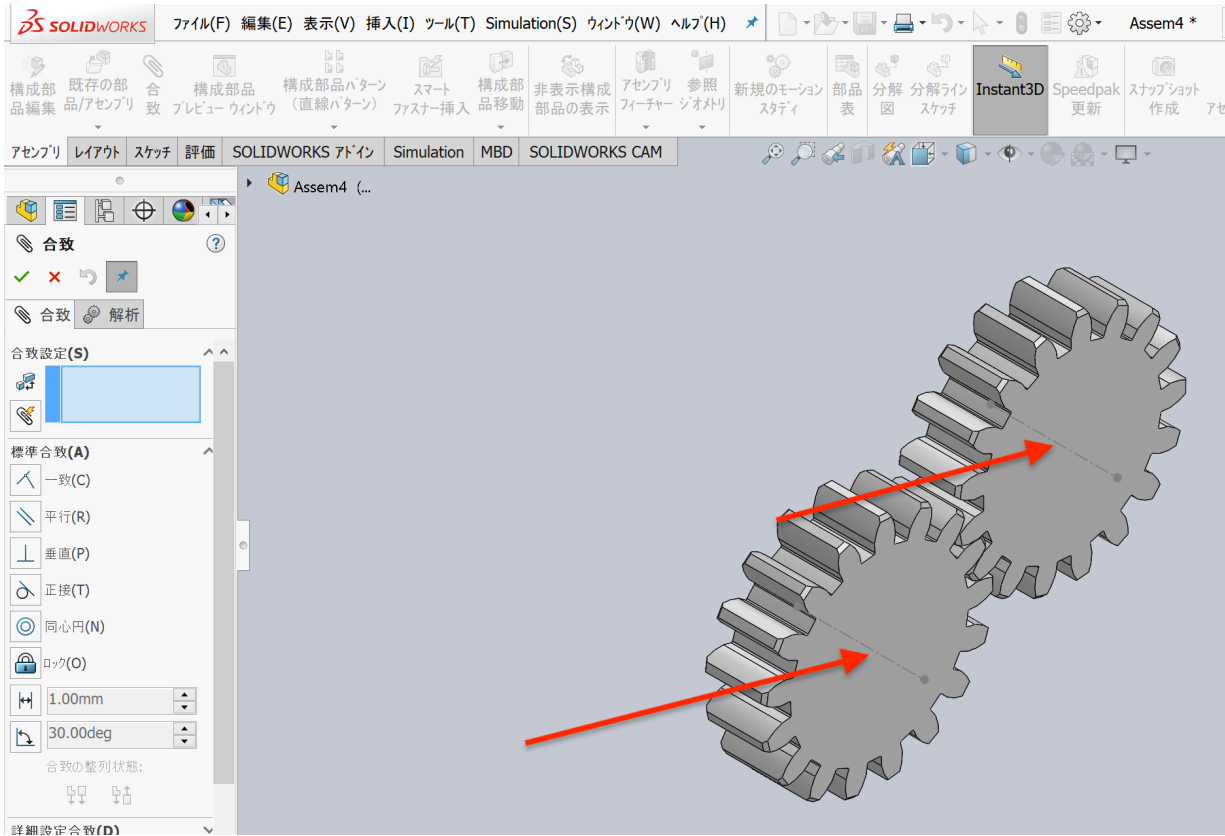 SOLIDWORKS ファイル(F) 編集(E) 表示(V) 挿入(I) ツール(T) Simulation(S) ウィンドウ(W) ヘルプ(H) Assem4 *
構成部品編集
既存の部品/アセンブリ
合致
構成部品
プレビュー ウィンドウ
構成部品パターン
(直線パターン)
スマート
ファスナー挿入
構成部品移動
非表示構成部品の表示
アセンブリ
フィーチャー
参照
ジオメトリ
新規のモーション
スタディ
部品表
分解図
分解ライン
スケッチ
Instant3D
Speedpak
更新
スナップショット
作成
アセ
アセンブリ レイアウト スケッチ 評価 SOLIDWORKS アドイン Simulation MBD SOLIDWORKS CAM
Assem4 (...
合致
合致 解析
合致設定(S)
標準合致(A)
一致(C)
平行(R)
垂直(P)
正接(T)
同心円(N)
ロック(O)
1.00mm
30.00deg
合致の整列状態:
詳細設定合致(D)